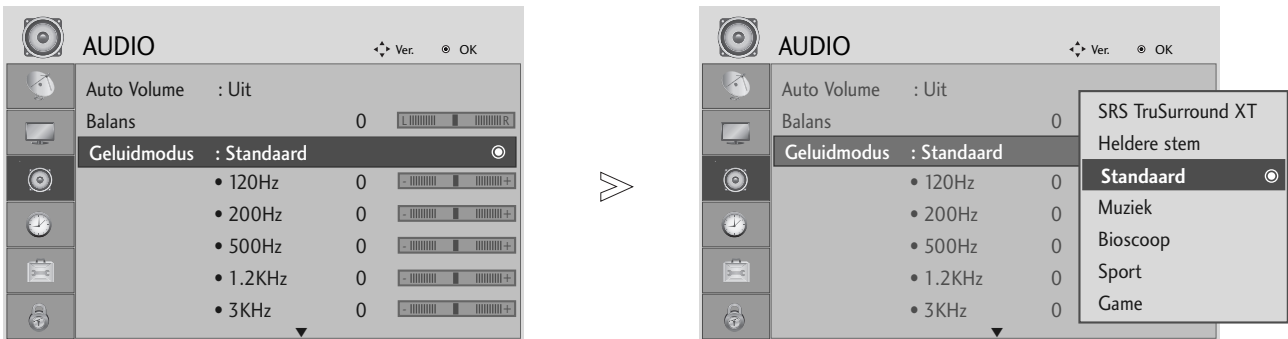 AUDIO
Ver. OK
Auto Volume : Uit
Balans 0 L R
Geluidmodus : Standaard
• 120Hz 0 - +
• 200Hz 0 - +
• 500Hz 0 - +
• 1.2KHz 0 - +
• 3KHz 0 - +
AUDIO
Ver. OK
Auto Volume : Uit
Balans 0
Geluidmodus : Standaard
• 120Hz 0
• 200Hz 0
• 500Hz 0
• 1.2KHz 0
• 3KHz 0
SRS TruSurround XT
Heldere stem
Standaard
Muziek
Bioscoop
Sport
Game